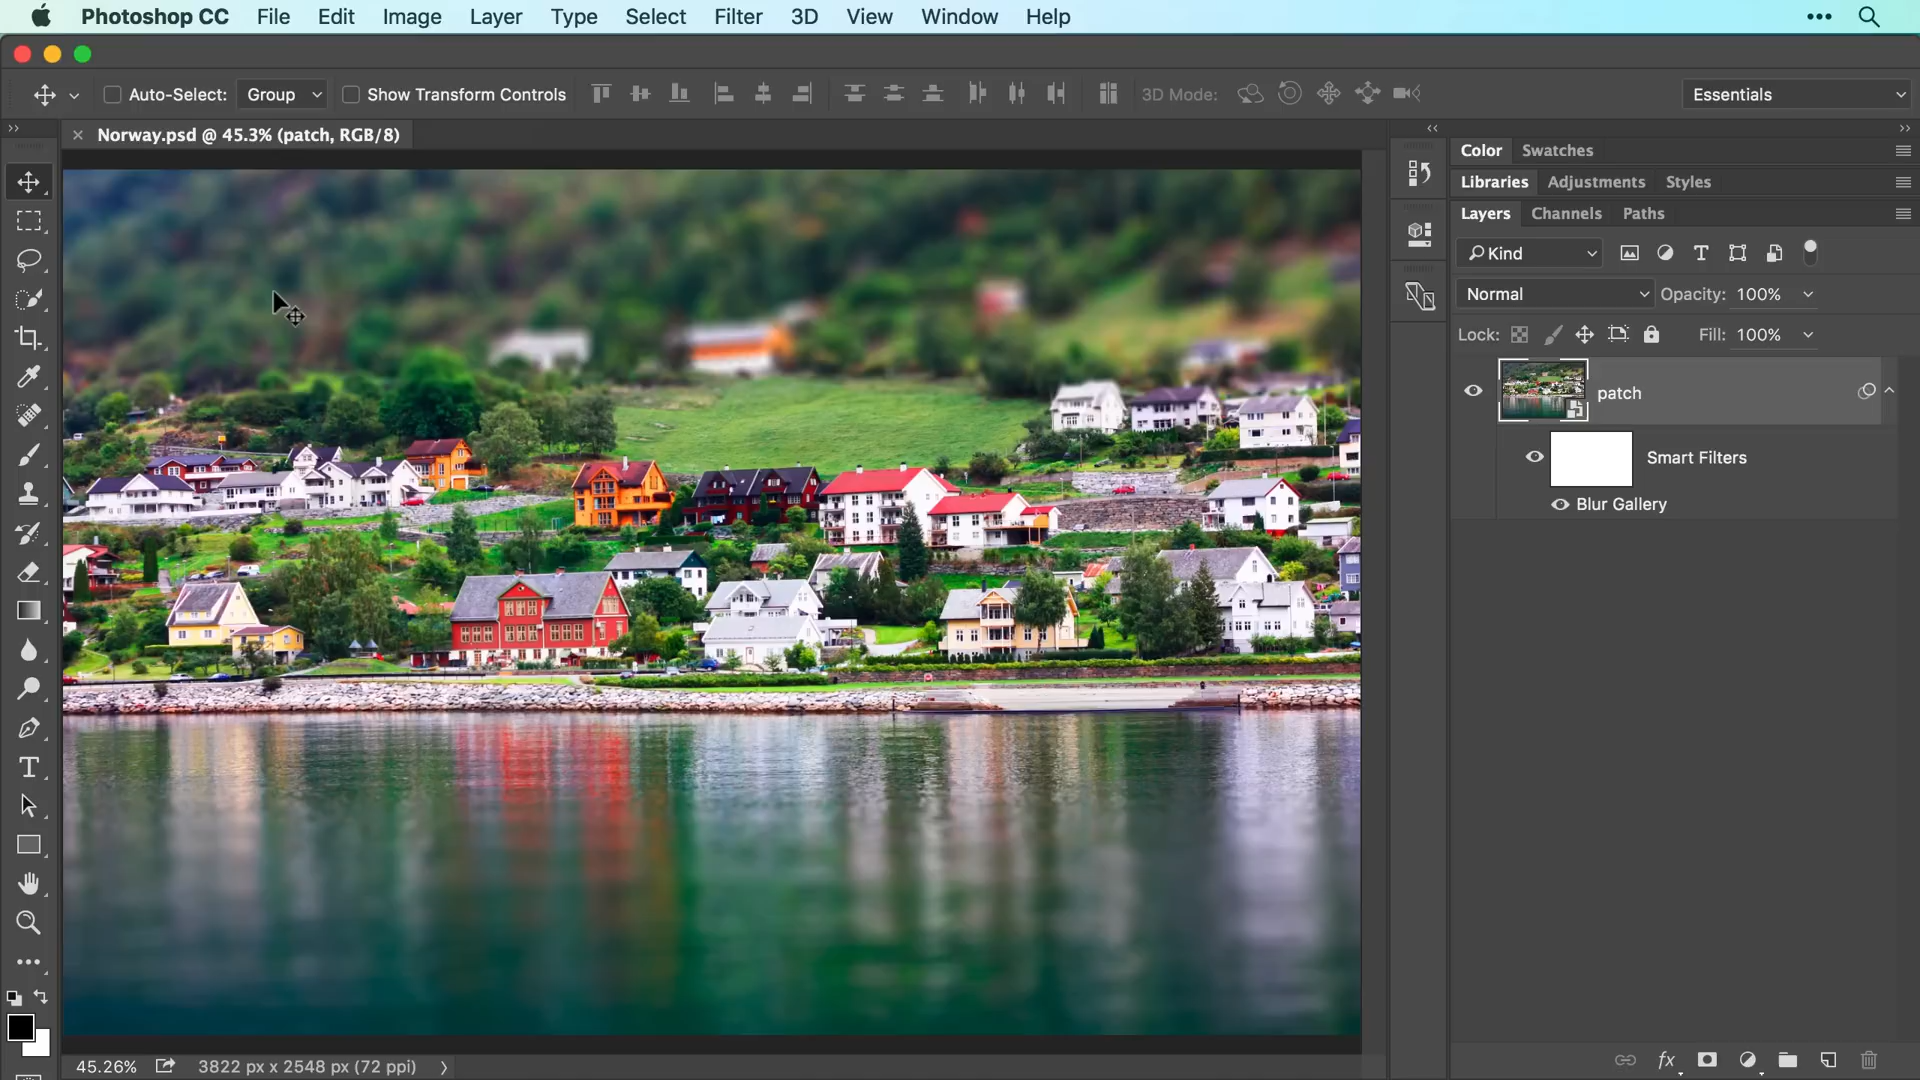 Photoshop CC File Edit Image Layer Type Select Filter 3D View Window Help
Auto-Select: Group Show Transform Controls 3D Mode: Essentials
Norway.psd @ 45.3% (patch, RGB/8)
Color Swatches
Libraries Adjustments Styles
Layers Channels Paths
Kind
Normal Opacity: 100%
Lock: Fill: 100%
patch
Smart Filters
Blur Gallery
45.26% 3822 px x 2548 px (72 ppi)